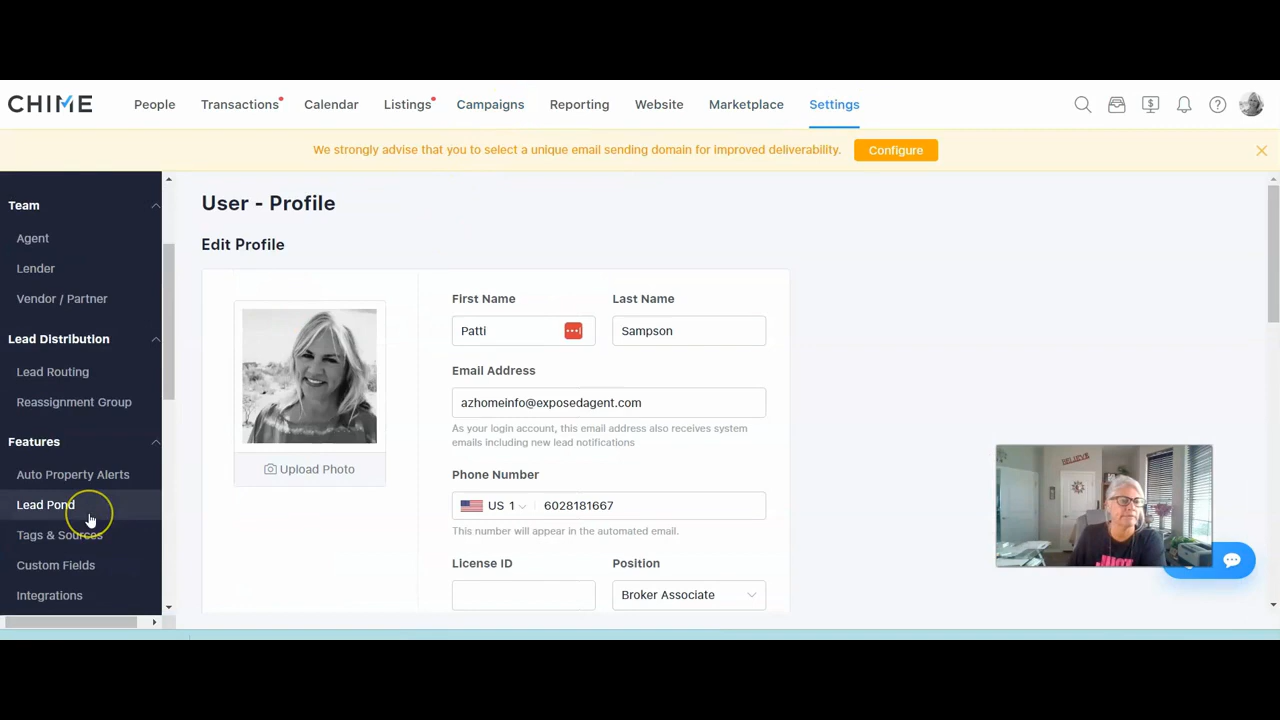 CHIME
People
Transactions
Calendar
Listings
Campaigns
Reporting
Website
Marketplace
Settings
We strongly advise that you to select a unique email sending domain for improved deliverability.
Configure
Team
Agent
Lender
Vendor / Partner
Lead Distribution
Lead Routing
Reassignment Group
Features
Auto Property Alerts
Lead Pond
Tags & Sources
Custom Fields
Integrations
User - Profile
Edit Profile
Upload Photo
First Name
Last Name
Patti
Sampson
Email Address
azhomeinfo@exposedagent.com
As your login account, this email address also receives system
emails including new lead notifications
Phone Number
US 1
6028181667
This number will appear in the automated email.
License ID
Position
Broker Associate
BELIEVE